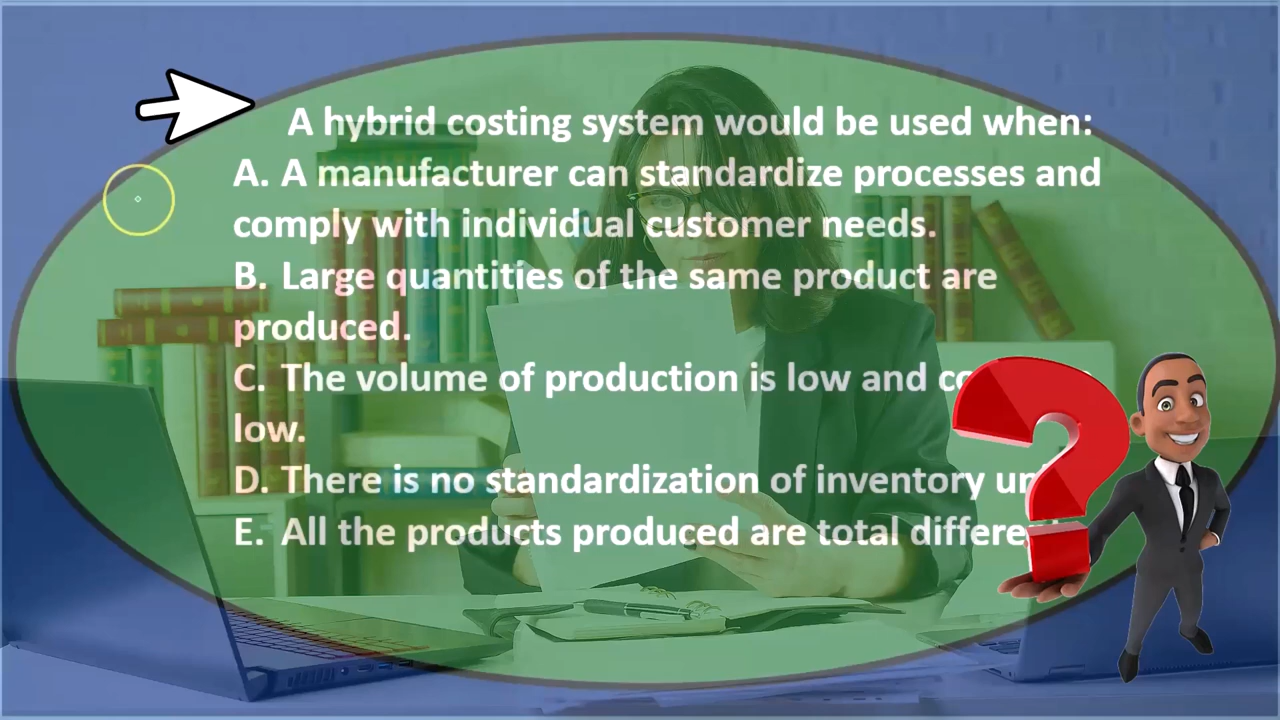 A hybrid costing system would be used when:
A. A manufacturer can standardize processes and
comply with individual customer needs.
B. Large quantities of the same product are
produced.
C. The volume of production is low and
low.
D. There is no standardization of inventory
E. All the products produced are total